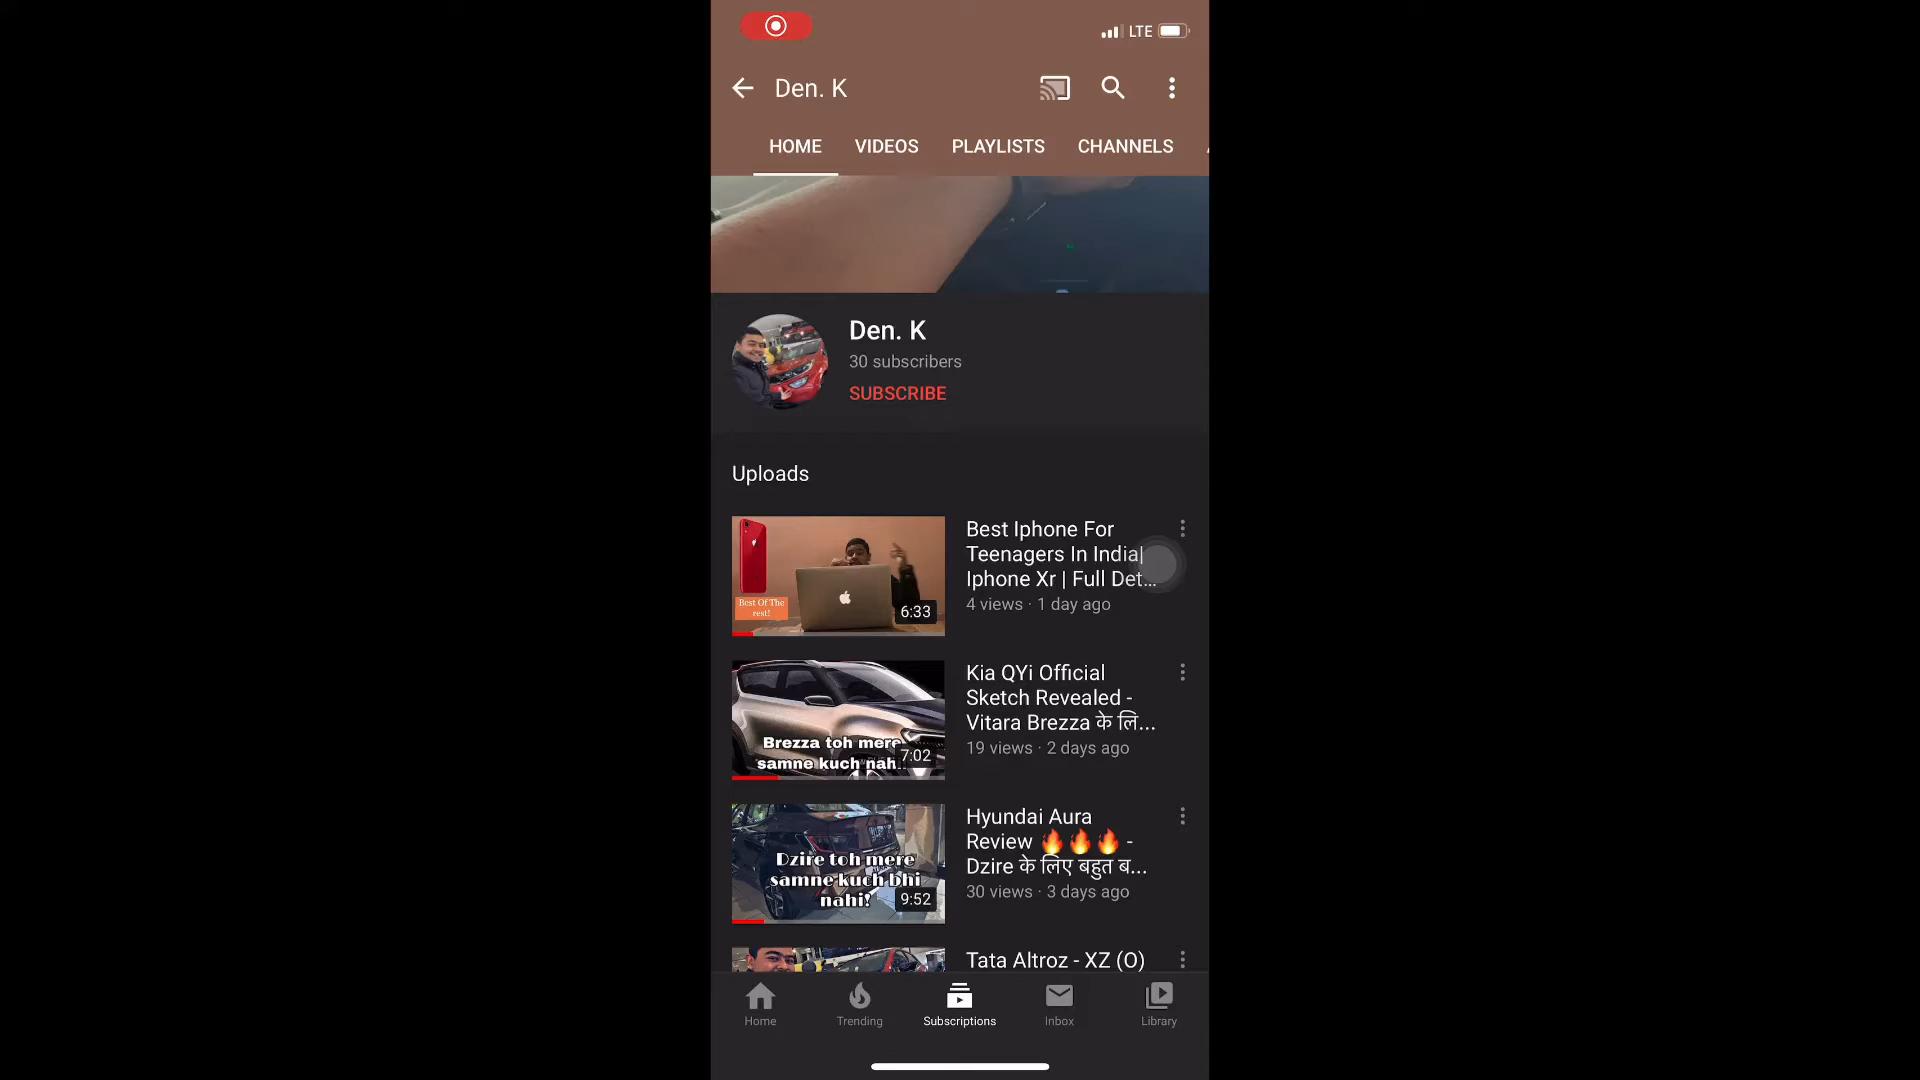 LTE
Den. K
HOME VIDEOS PLAYLISTS CHANNELS
Den. K
30 subscribers
SUBSCRIBE
Uploads
Best Of The
rest!
6:33
Best Iphone For
Teenagers In India|
Iphone Xr | Full Det...
4 views · 1 day ago
Brezza toh mere
samne kuch nah
7:02
Kia QYi Official
Sketch Revealed -
Vitara Brezza के लि...
19 views · 2 days ago
Dzire toh mere
samne kuch bhi
nahi!
9:52
Hyundai Aura
Review 🔥🔥🔥 -
Dzire के लिए बहुत ब...
30 views · 3 days ago
Tata Altroz - XZ (O)
Home Trending Subscriptions Inbox Library